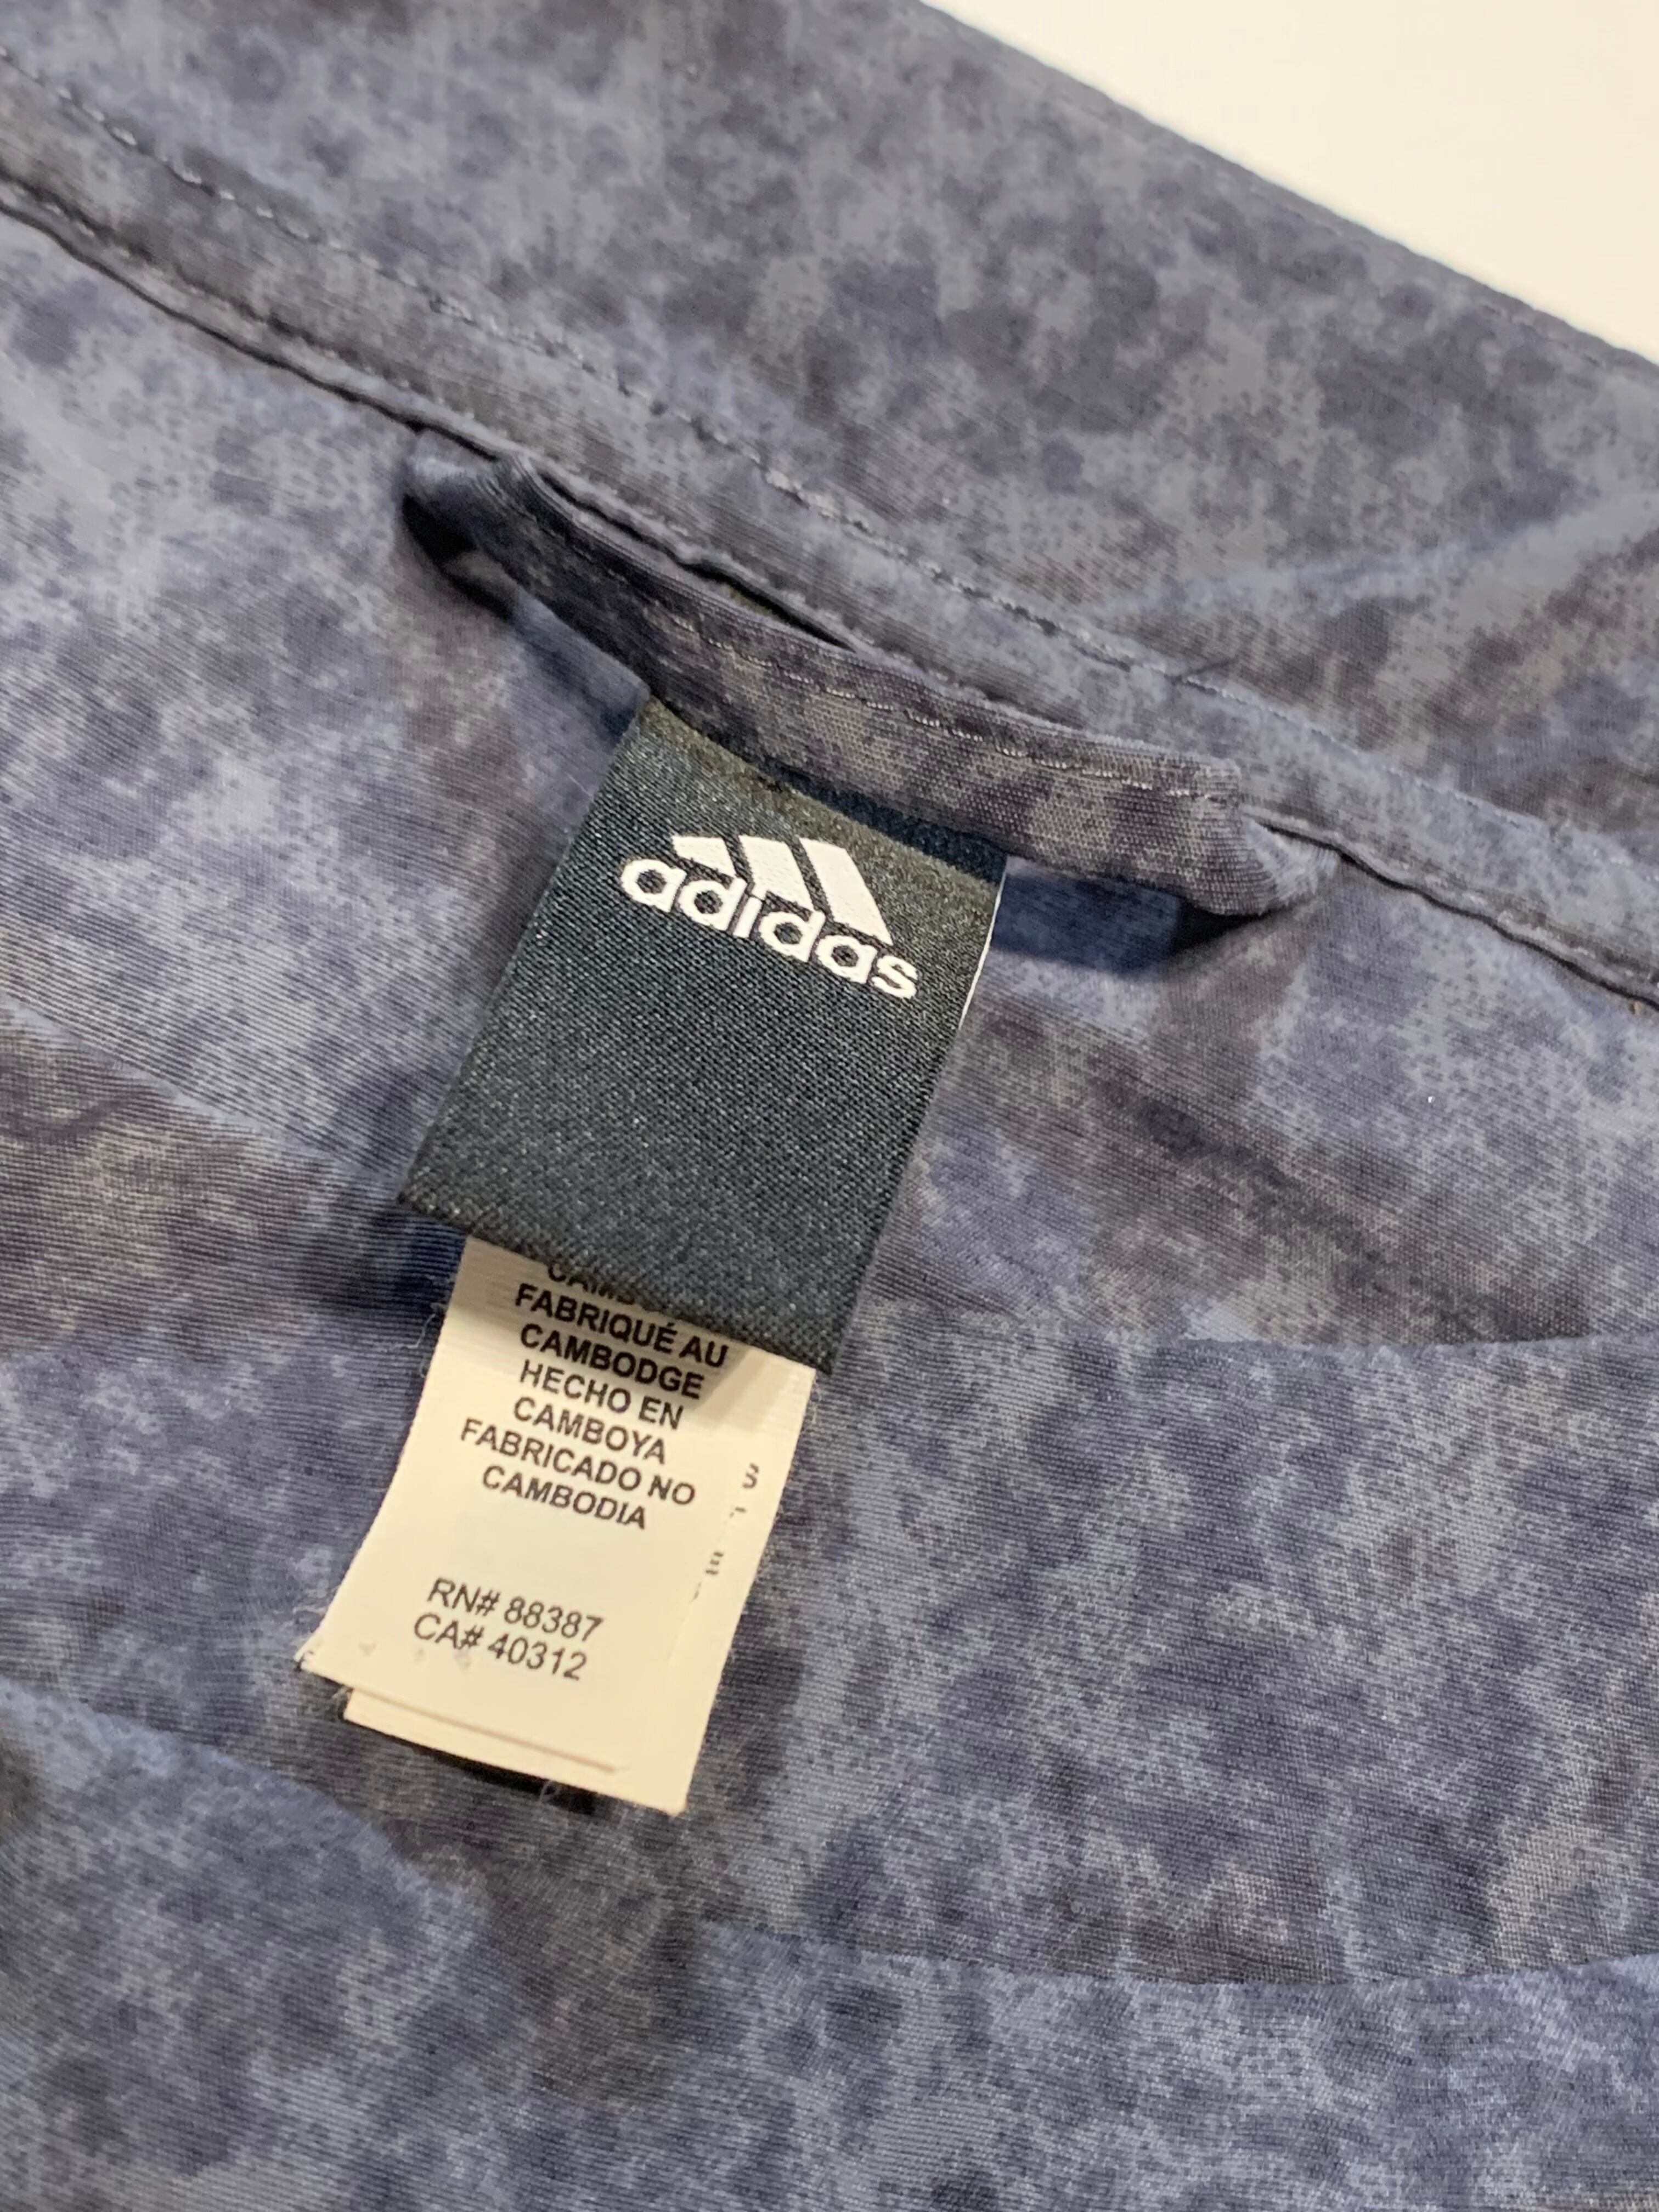 adidas
FABRIQUÉ AU
CAMBODGE
HECHO EN
CAMBOYA
FABRICADO NO
CAMBODIA
RN# 88387
CA# 40312